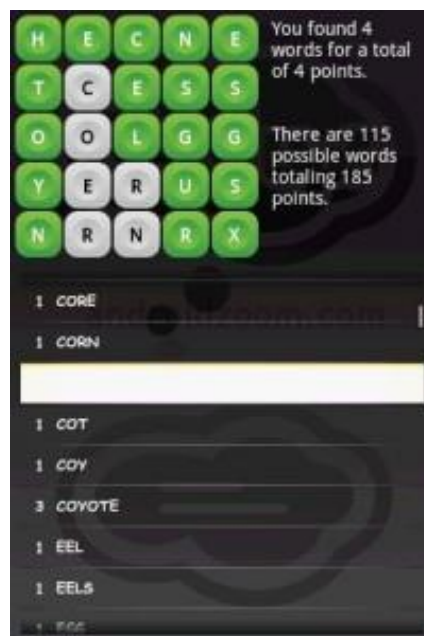 H E C N E
T C E S S
O O L G G
Y E R U S
N R N R X
You found 4
words for a total
of 4 points.
There are 115
possible words
totaling 185
points.
1 CORE
1 CORN
1 COT
1 COY
3 COYOTE
1 EEL
1 EELS